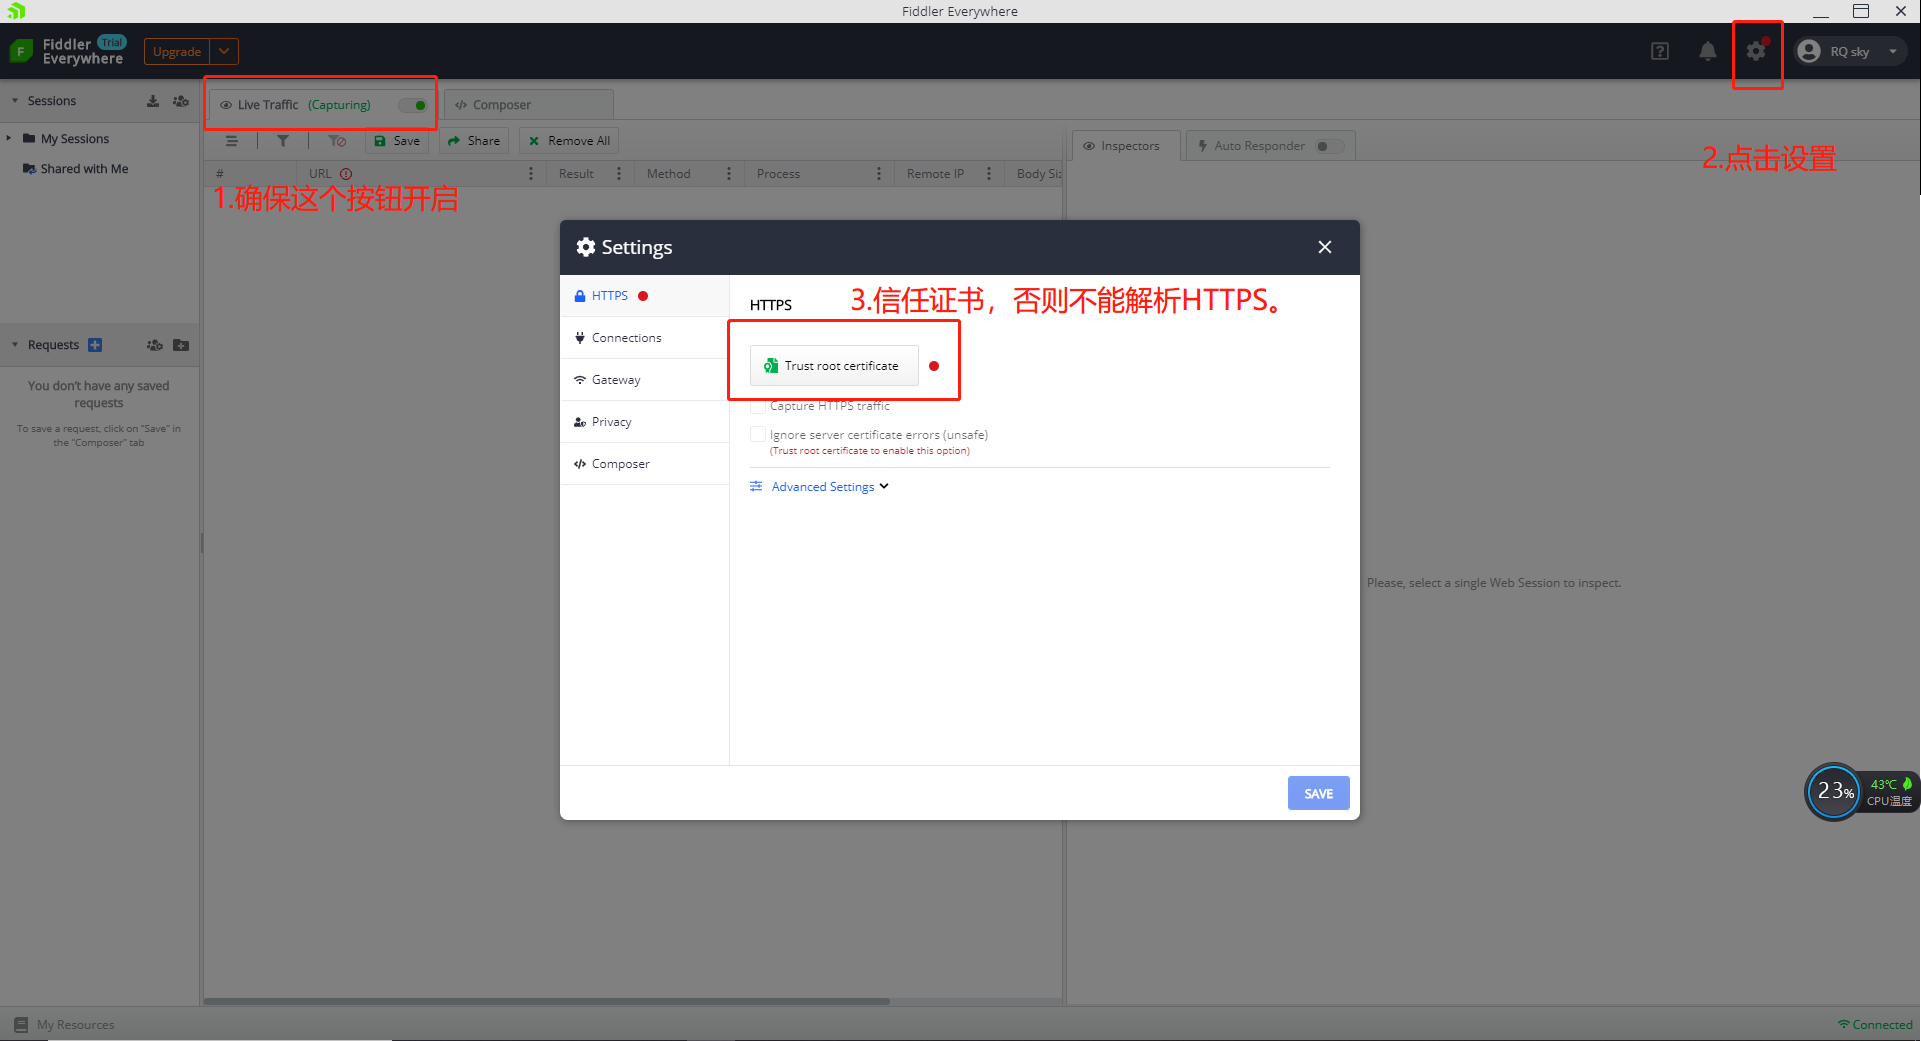 Fiddler Everywhere
Fiddler Trial
Everywhere
Upgrade
RQ sky
Sessions
My Sessions
Shared with Me
Live Traffic (Capturing)
Composer
Save
Share
Remove All
# URL Result Method Process Remote IP Body Siz
1.确保这个按钮开启
Inspectors
Auto Responder
2.点击设置
Requests
You don't have any saved
requests
To save a request, click on "Save" in
the "Composer" tab
Settings
HTTPS
Connections
Gateway
Privacy
Composer
HTTPS
3.信任证书，否则不能解析HTTPS。
Trust root certificate
Capture HTTPS traffic
Ignore server certificate errors (unsafe)
(Trust root certificate to enable this option)
Advanced Settings
SAVE
Please, select a single Web Session to inspect.
23%
43℃
CPU温度
My Resources
Connected